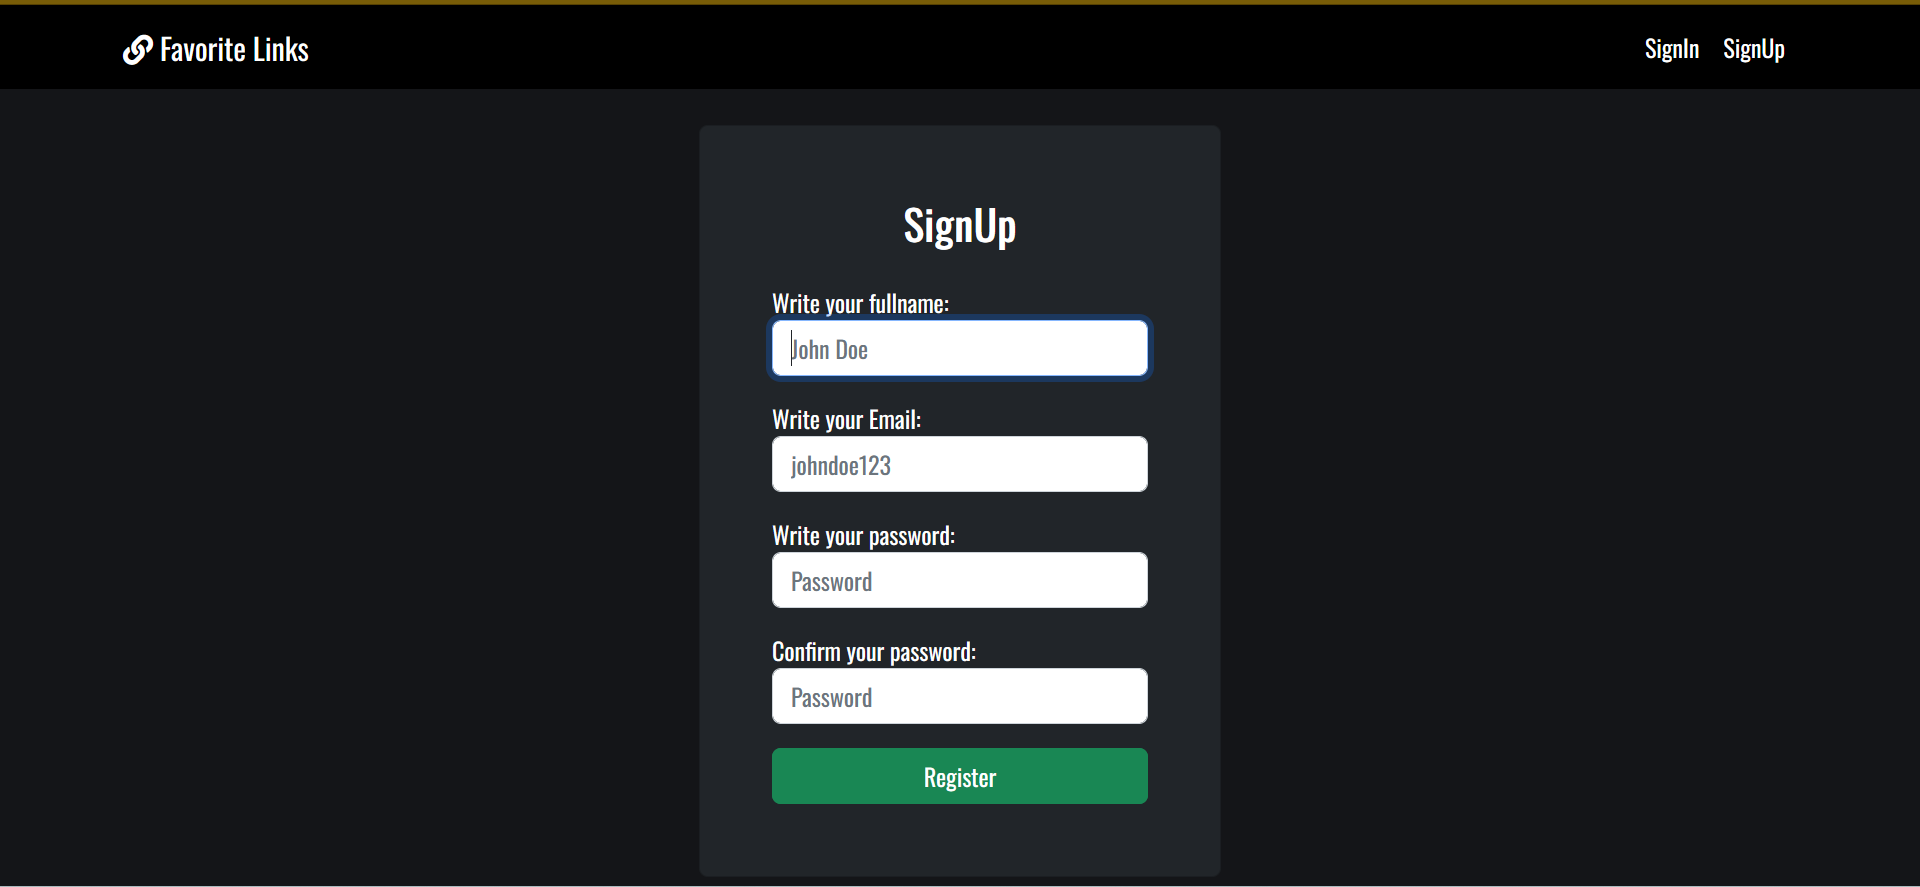 Favorite Links
SignIn SignUp
SignUp
Write your fullname:
John Doe
Write your Email:
johndoe123
Write your password:
Password
Confirm your password:
Password
Register